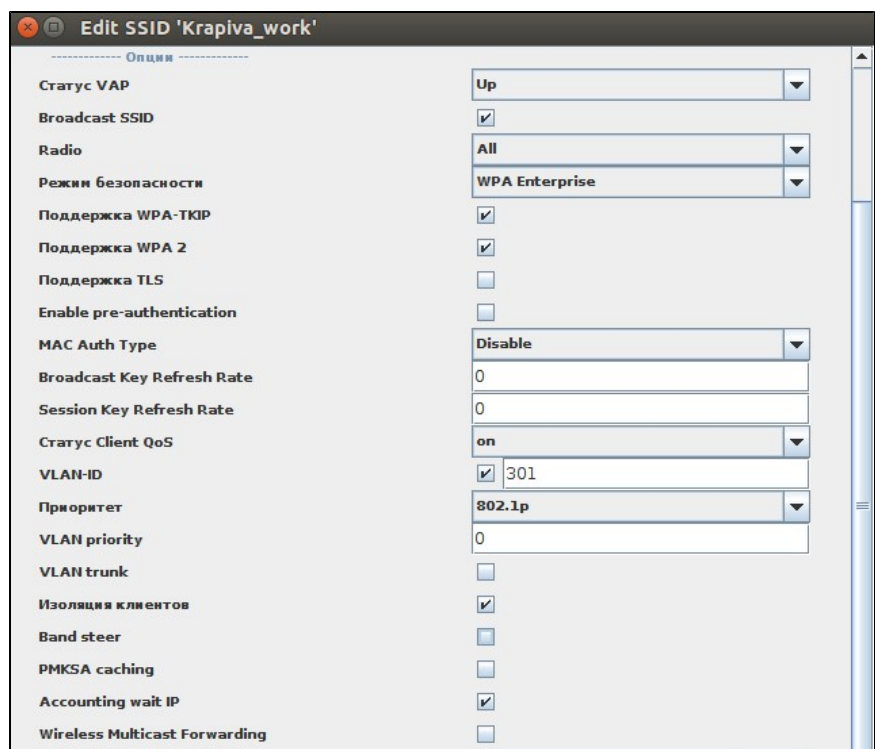 Edit SSID 'Krapiva_work'
------------- Опции -------------
Статус VAP Up
Broadcast SSID
Radio All
Режим безопасности WPA Enterprise
Поддержка WPA-TKIP
Поддержка WPA 2
Поддержка TLS
Enable pre-authentication
MAC Auth Type Disable
Broadcast Key Refresh Rate 0
Session Key Refresh Rate 0
Статус Client QoS on
VLAN-ID 301
Приоритет 802.1p
VLAN priority 0
VLAN trunk
Изоляция клиентов
Band steer
PMKSA caching
Accounting wait IP
Wireless Multicast Forwarding